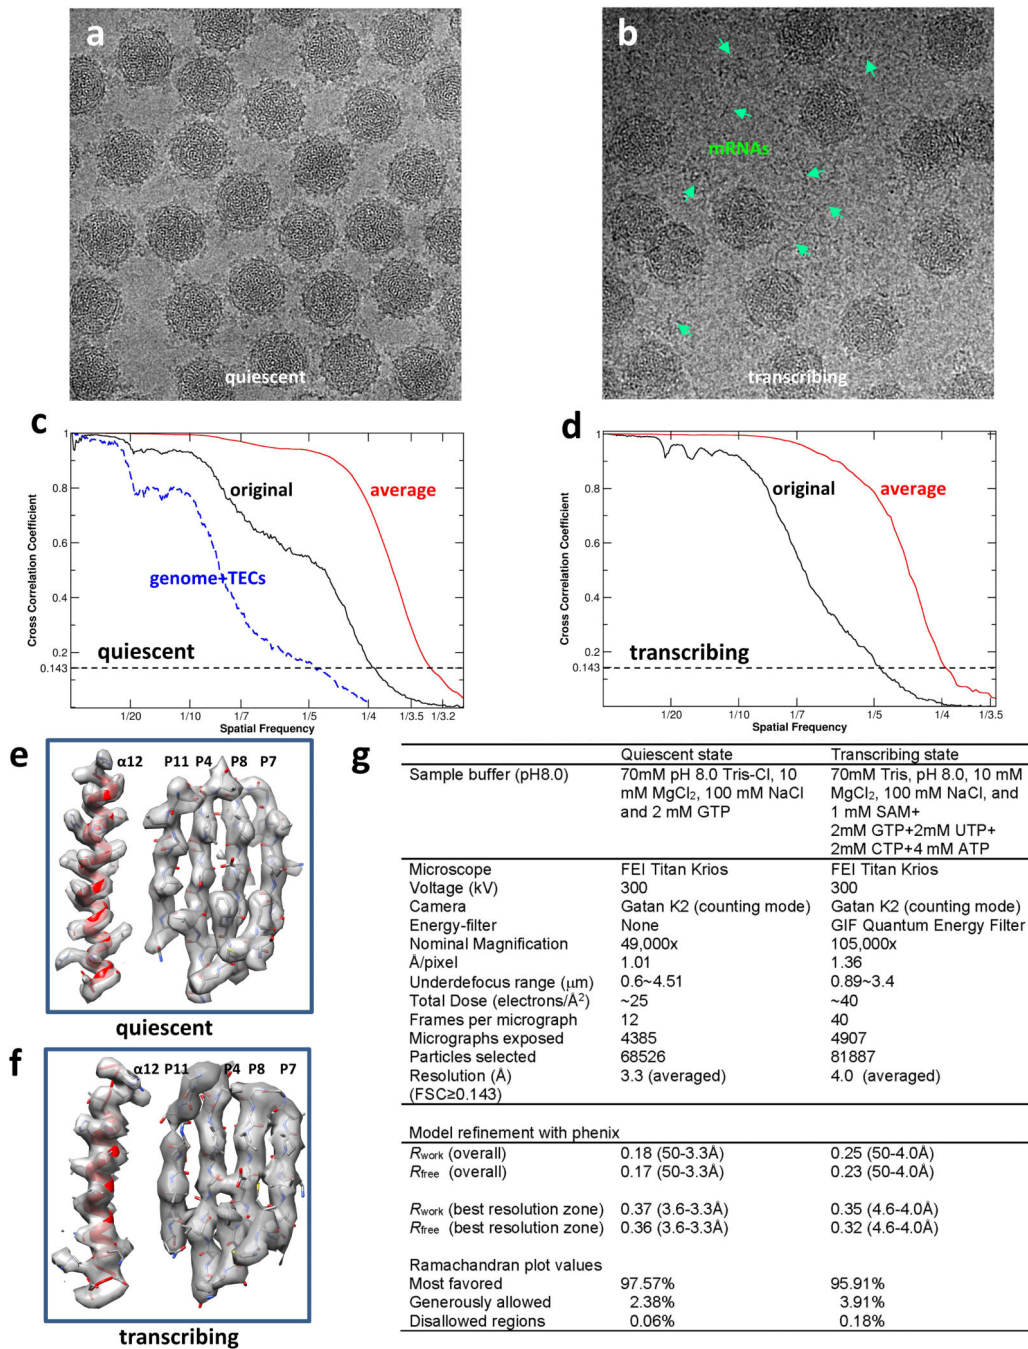 a
quiescent
b
mRNAs
transcribing
c
1
0.8
0.6
0.4
0.2
0.143
Cross Correlation Coefficient
original
average
genome+TECs
quiescent
1/20 1/10 1/7 1/5 1/4 1/3.5 1/3.2
Spatial Frequency
d
1
0.8
0.6
0.4
0.2
0.143
Cross Correlation Coefficient
original
average
transcribing
1/20 1/10 1/7 1/5 1/4 1/3.5
Spatial Frequency
e
α12 P11 P4 P8 P7
quiescent
f
α12 P11 P4 P8 P7
transcribing
g
Quiescent state Transcribing state
Sample buffer (pH8.0) 70mM pH 8.0 Tris-Cl, 10 70mM Tris, pH 8.0, 10 mM
mM MgCl₂, 100 mM NaCl MgCl₂, 100 mM NaCl, and
and 2 mM GTP 1 mM SAM+
2mM GTP+2mM UTP+
2mM CTP+4 mM ATP
Microscope FEI Titan Krios FEI Titan Krios
Voltage (kV) 300 300
Camera Gatan K2 (counting mode) Gatan K2 (counting mode)
Energy-filter None GIF Quantum Energy Filter
Nominal Magnification 49,000x 105,000x
Å/pixel 1.01 1.36
Underdefocus range (μm) 0.6~4.51 0.89~3.4
Total Dose (electrons/Å²) ~25 ~40
Frames per micrograph 12 40
Micrographs exposed 4385 4907
Particles selected 68526 81887
Resolution (Å) 3.3 (averaged) 4.0 (averaged)
(FSC≥0.143)
Model refinement with phenix
Rwork (overall) 0.18 (50-3.3Å) 0.25 (50-4.0Å)
Rfree (overall) 0.17 (50-3.3Å) 0.23 (50-4.0Å)
Rwork (best resolution zone) 0.37 (3.6-3.3Å) 0.35 (4.6-4.0Å)
Rfree (best resolution zone) 0.36 (3.6-3.3Å) 0.32 (4.6-4.0Å)
Ramachandran plot values
Most favored 97.57% 95.91%
Generously allowed 2.38% 3.91%
Disallowed regions 0.06% 0.18%